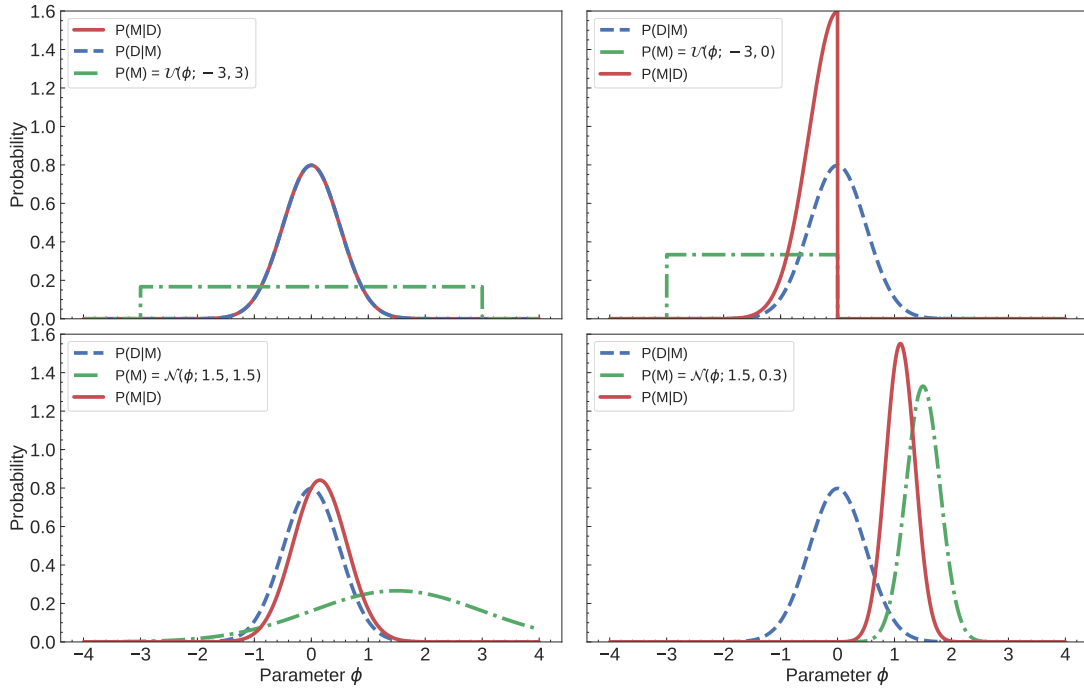 1.6
1.4
1.2
1.0
0.8
0.6
0.4
0.2
0.0
Probability
P(M|D)
P(D|M)
P(M) = 𝒰(ϕ; −3, 3)
P(D|M)
P(M) = 𝒰(ϕ; −3, 0)
P(M|D)
1.6
1.4
1.2
1.0
0.8
0.6
0.4
0.2
0.0
Probability
P(D|M)
P(M) = 𝒩(ϕ; 1.5, 1.5)
P(M|D)
−4 −3 −2 −1 0 1 2 3 4
Parameter ϕ
P(D|M)
P(M) = 𝒩(ϕ; 1.5, 0.3)
P(M|D)
−4 −3 −2 −1 0 1 2 3 4
Parameter ϕ